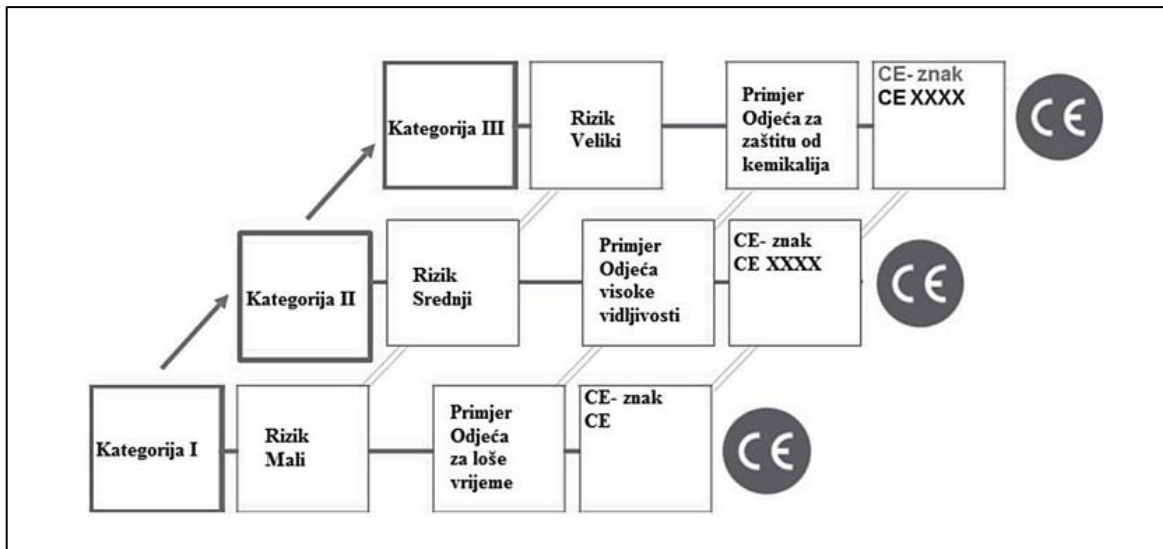 Kategorija III
Rizik
Veliki
Primjer
Odjeća za
zaštitu od
kemikalija
CE- znak
CE XXXX
CE
Kategorija II
Rizik
Srednji
Primjer
Odjeća
visoke
vidljivosti
CE- znak
CE XXXX
CE
Kategorija I
Rizik
Mali
Primjer
Odjeća
za loše
vrijeme
CE- znak
CE
CE